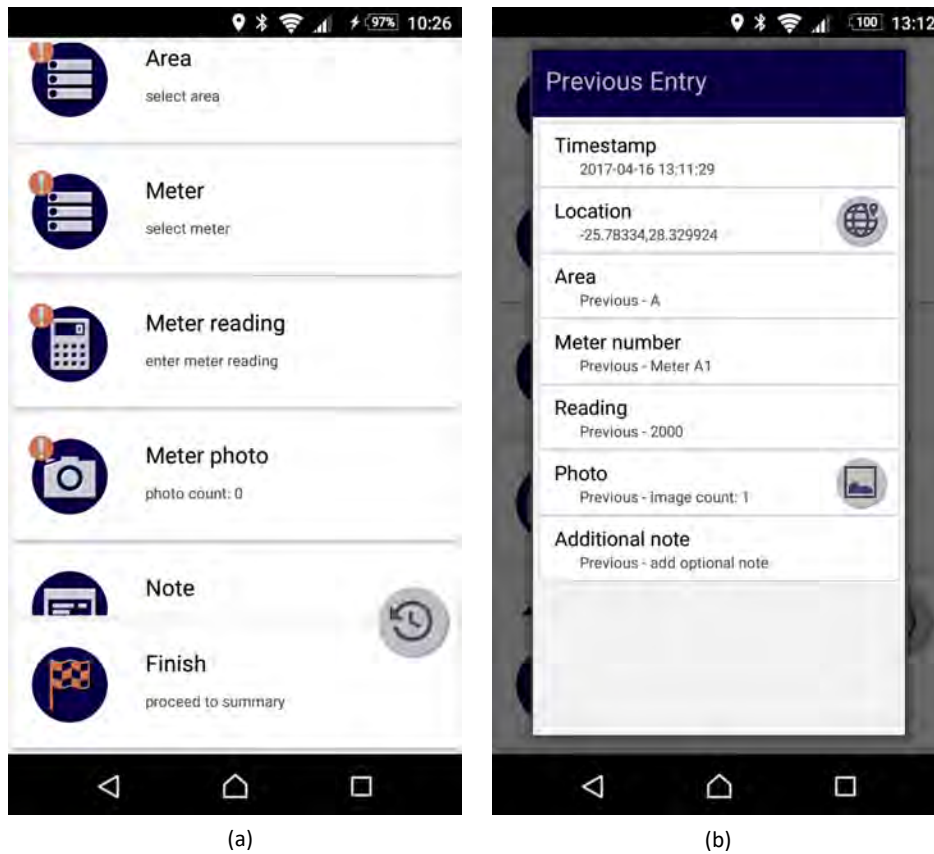 97% 10:26
Area
select area
Meter
select meter
Meter reading
enter meter reading
Meter photo
photo count: 0
Note
Finish
proceed to summary
(a)
100 13:12
Previous Entry
Timestamp
2017-04-16 13:11:29
Location
-25.78334,28.329924
Area
Previous - A
Meter number
Previous - Meter A1
Reading
Previous - 2000
Photo
Previous - image count: 1
Additional note
Previous - add optional note
(b)